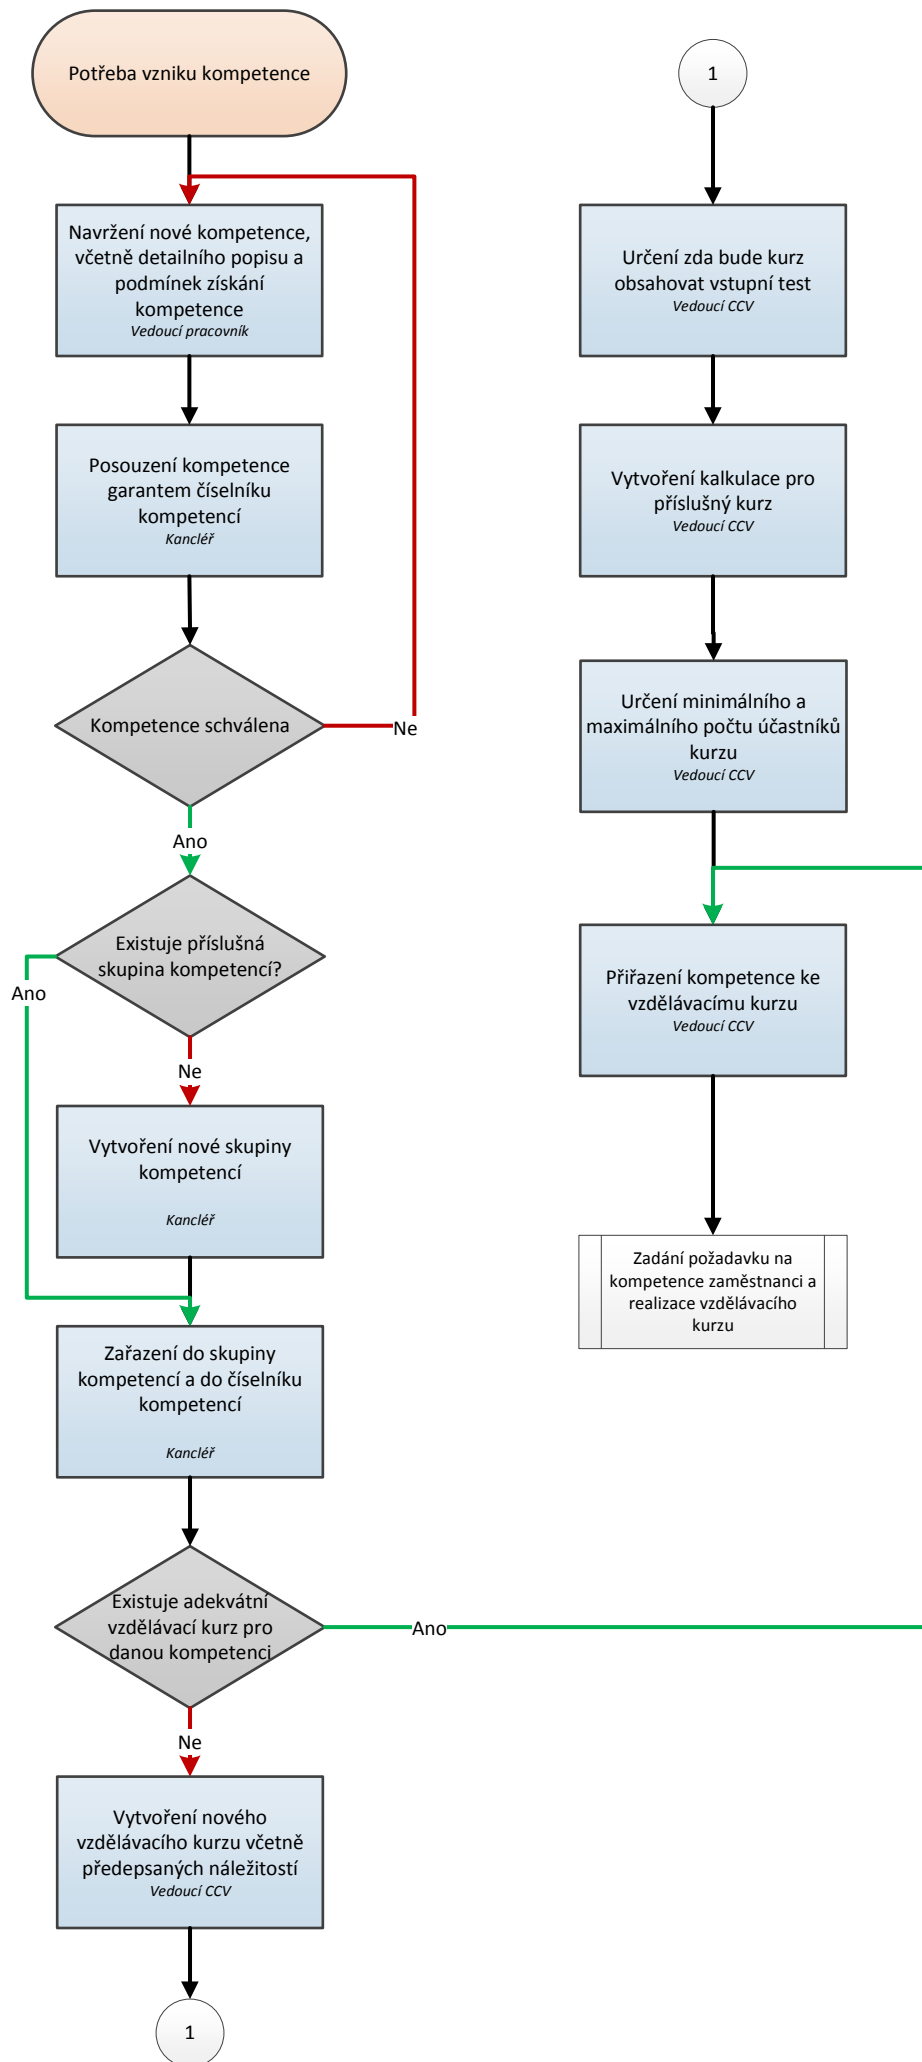 Potřeba vzniku kompetence
Navržení nové kompetence,
včetně detailního popisu a
podmínek získání
kompetence
Vedoucí pracovník
Posouzení kompetence
garantem číselníku
kompetencí
Kancléř
Kompetence schválena
Ne
Ano
Existuje příslušná
skupina kompetencí?
Ano
Ne
Vytvoření nové skupiny
kompetencí
Kancléř
Zařazení do skupiny
kompetencí a do číselníku
kompetencí
Kancléř
Existuje adekvátní
vzdělávací kurz pro
danou kompetenci
Ano
Ne
Vytvoření nového
vzdělávacího kurzu včetně
předepsaných náležitostí
Vedoucí CCV
1
1
Určení zda bude kurz
obsahovat vstupní test
Vedoucí CCV
Vytvoření kalkulace pro
příslušný kurz
Vedoucí CCV
Určení minimálního a
maximálního počtu účastníků
kurzu
Vedoucí CCV
Přiřazení kompetence ke
vzdělávacímu kurzu
Vedoucí CCV
Zadání požadavku na
kompetence zaměstnanci a
realizace vzdělávacího
kurzu